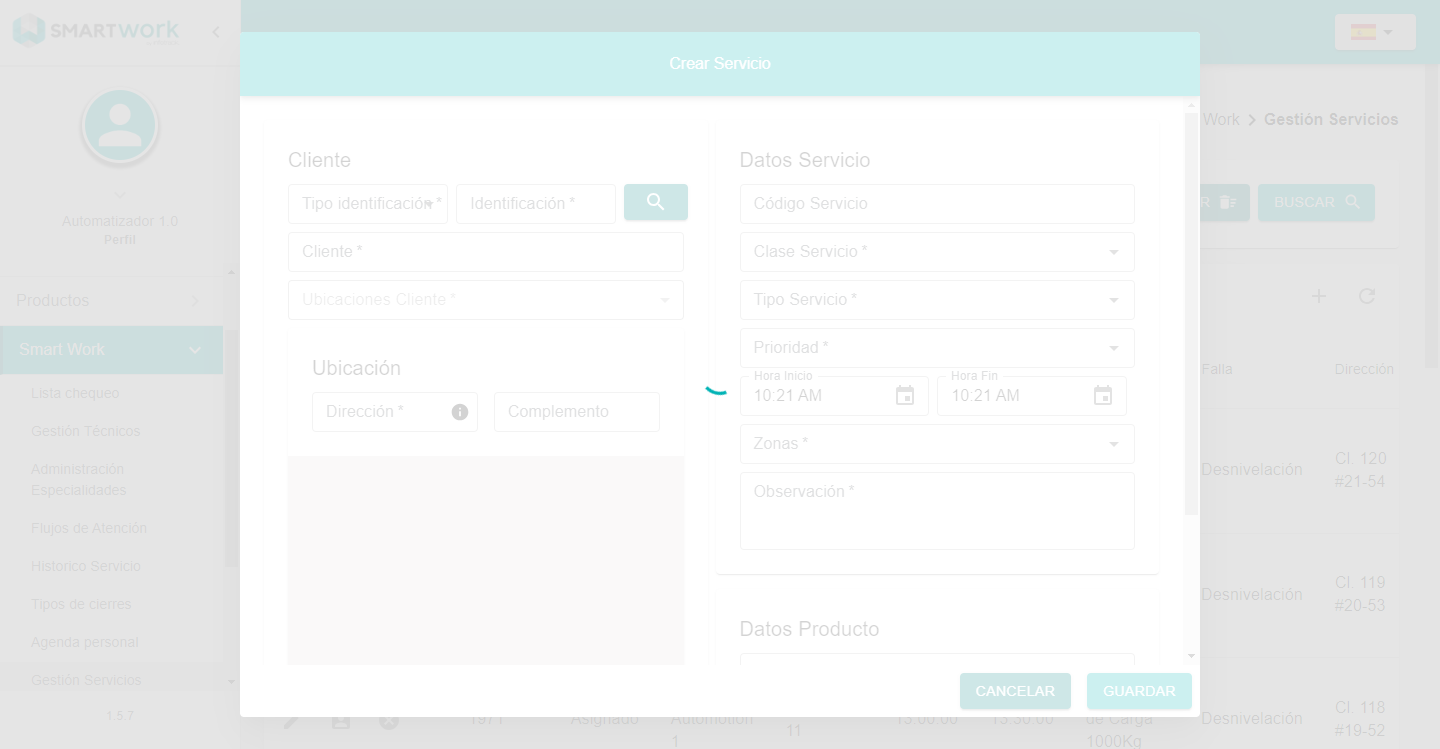 SMARTwork
Automatizador 1.0
Perfil
Productos
Smart Work
Lista chequeo
Gestión Técnicos
Administración
Especialidades
Flujos de Atención
Historico Servicio
Tipos de cierres
Agenda personal
Gestión Servicios
1.5.7
Crear Servicio
Cliente
Tipo identificación *
Identificación *
Cliente *
Ubicaciones Cliente *
Ubicación
Dirección *
Complemento
Datos Servicio
Código Servicio
Clase Servicio *
Tipo Servicio *
Prioridad *
Hora Inicio
10:21 AM
Hora Fin
10:21 AM
Zonas *
Observación *
Datos Producto
CANCELAR
GUARDAR
Work
Gestión Servicios
R
BUSCAR
Falla
Dirección
Desnivelación
Cl. 120
#21-54
Desnivelación
Cl. 119
#20-53
1971
Asignado
Automotion
1
11
13:00:00
13:30:00
de Carga
1000Kg
Desnivelación
Cl. 118
#19-52